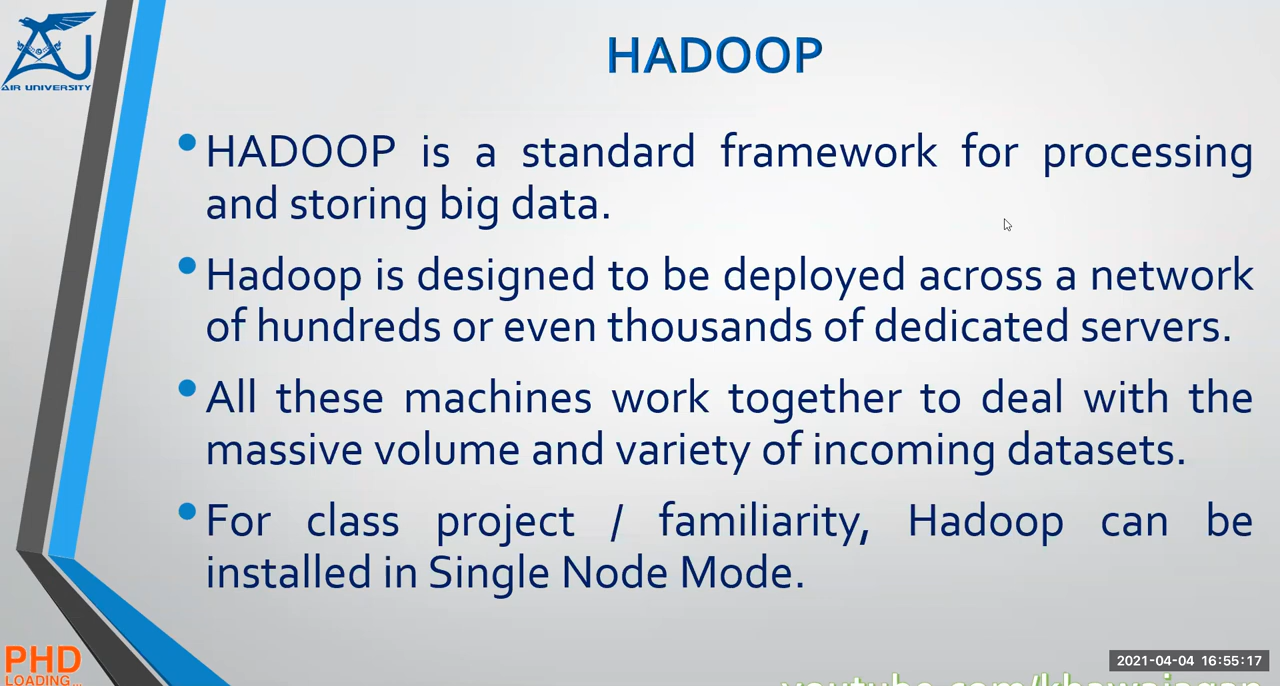 AIR UNIVERSITY
HADOOP
HADOOP is a standard framework for processing
and storing big data.
Hadoop is designed to be deployed across a network
of hundreds or even thousands of dedicated servers.
All these machines work together to deal with the
massive volume and variety of incoming datasets.
For class project / familiarity, Hadoop can be
installed in Single Node Mode.
PHD
LOADING...
2021-04-04 16:55:17